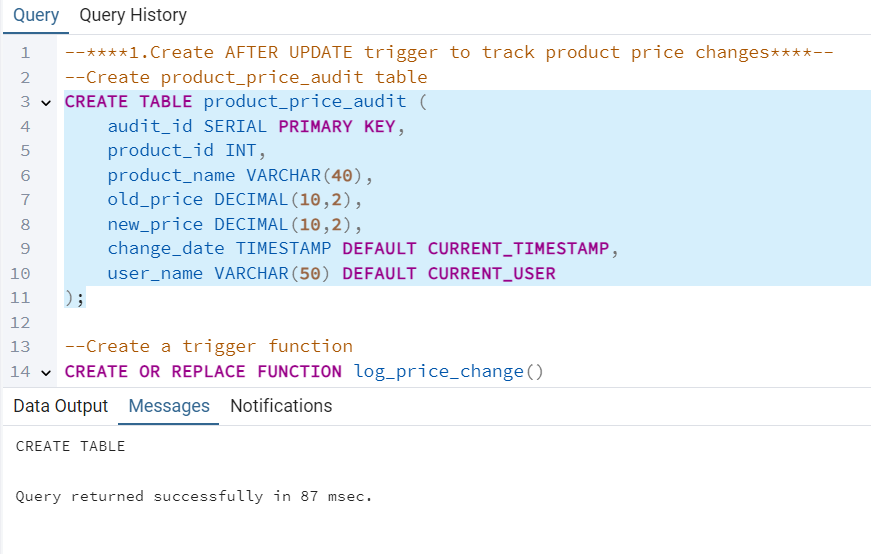 Query Query History
1 --****1.Create AFTER UPDATE trigger to track product price changes****--
2 --Create product_price_audit table
3 CREATE TABLE product_price_audit (
4 audit_id SERIAL PRIMARY KEY,
5 product_id INT,
6 product_name VARCHAR(40),
7 old_price DECIMAL(10,2),
8 new_price DECIMAL(10,2),
9 change_date TIMESTAMP DEFAULT CURRENT_TIMESTAMP,
10 user_name VARCHAR(50) DEFAULT CURRENT_USER
11 );
12
13 --Create a trigger function
14 CREATE OR REPLACE FUNCTION log_price_change()
Data Output Messages Notifications
CREATE TABLE
Query returned successfully in 87 msec.